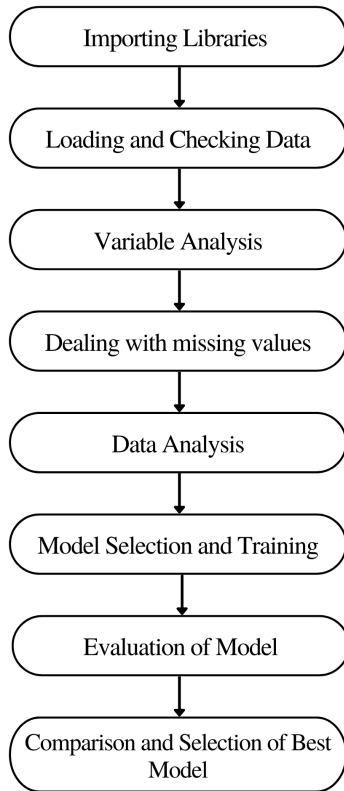 Importing Libraries
Loading and Checking Data
Variable Analysis
Dealing with missing values
Data Analysis
Model Selection and Training
Evaluation of Model
Comparison and Selection of Best
Model